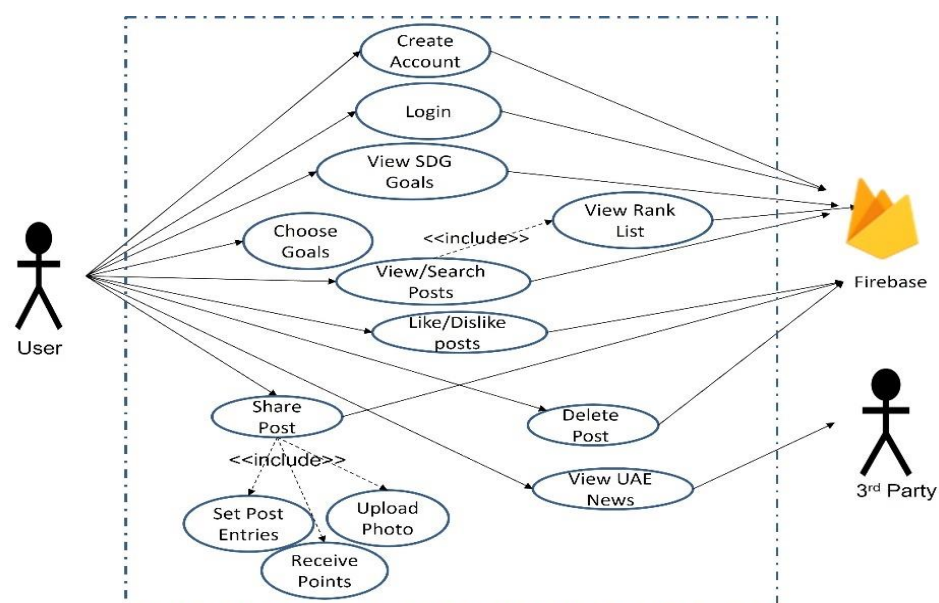 Create
Account
Login
View SDG
Goals
View Rank
List
Choose
Goals
<<include>>
View/Search
Posts
Firebase
Like/Dislike
posts
User
Share
Post
Delete
Post
<<include>>
View UAE
News
3rd Party
Set Post
Entries
Upload
Photo
Receive
Points